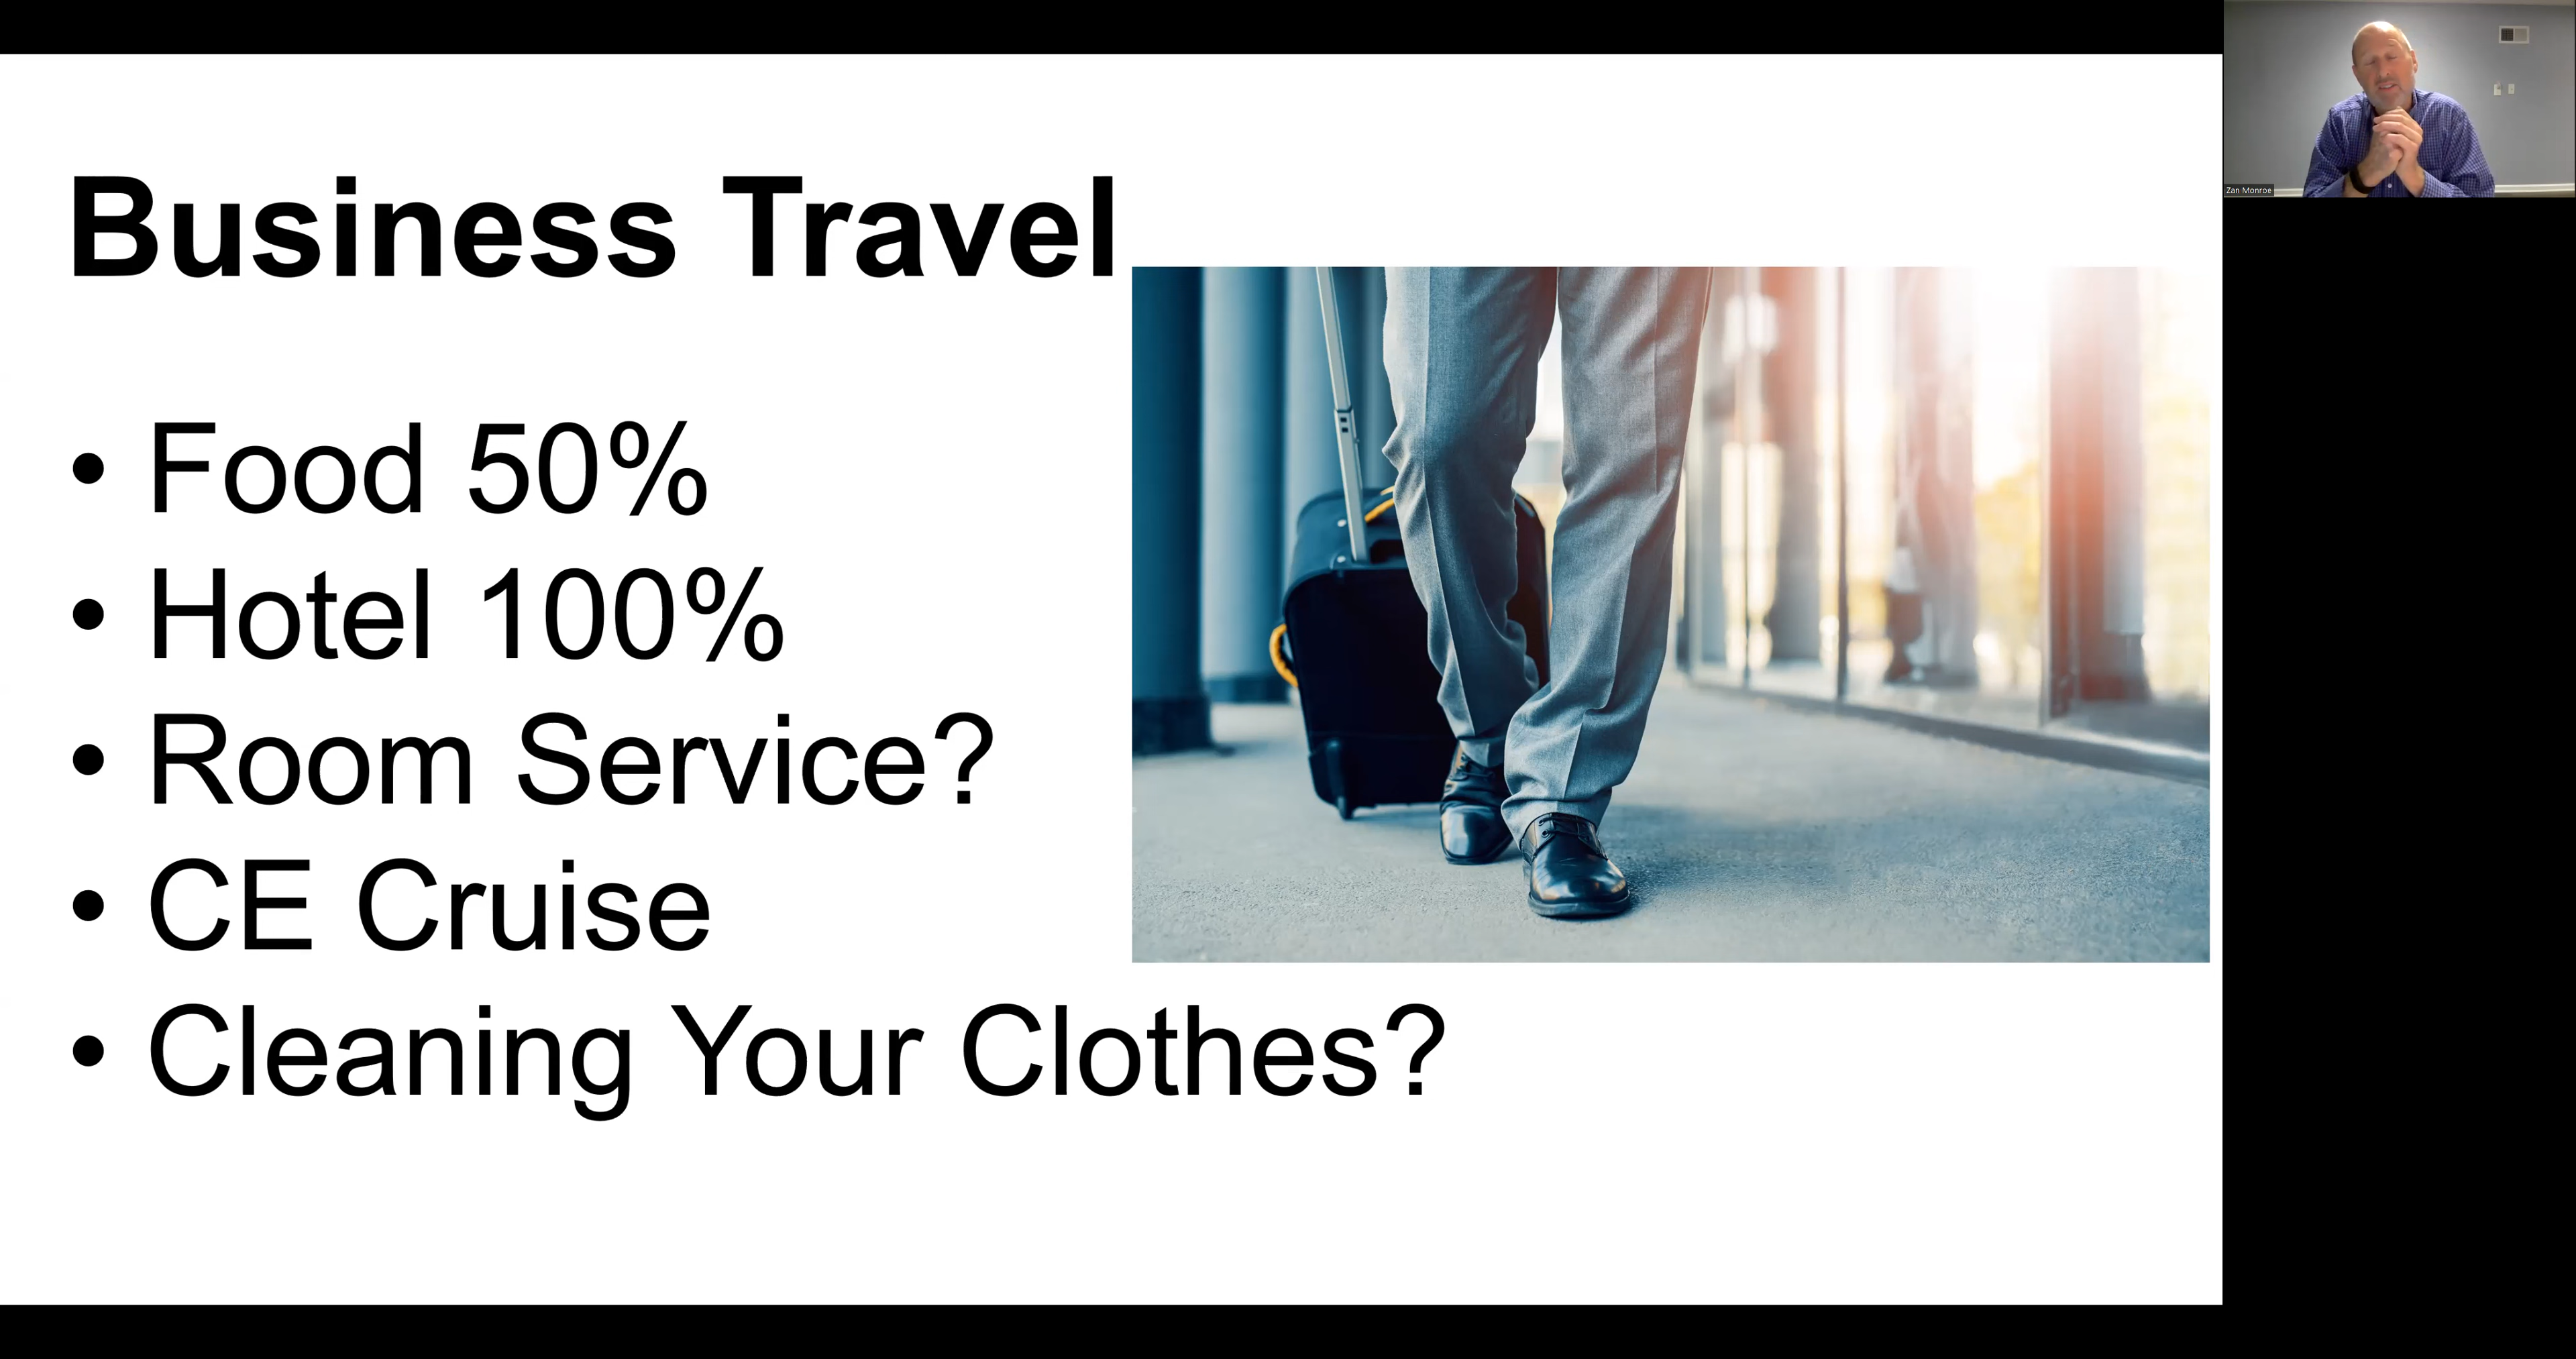 Business Travel
• Food 50%
• Hotel 100%
• Room Service?
• CE Cruise
• Cleaning Your Clothes?
Zan Monroe